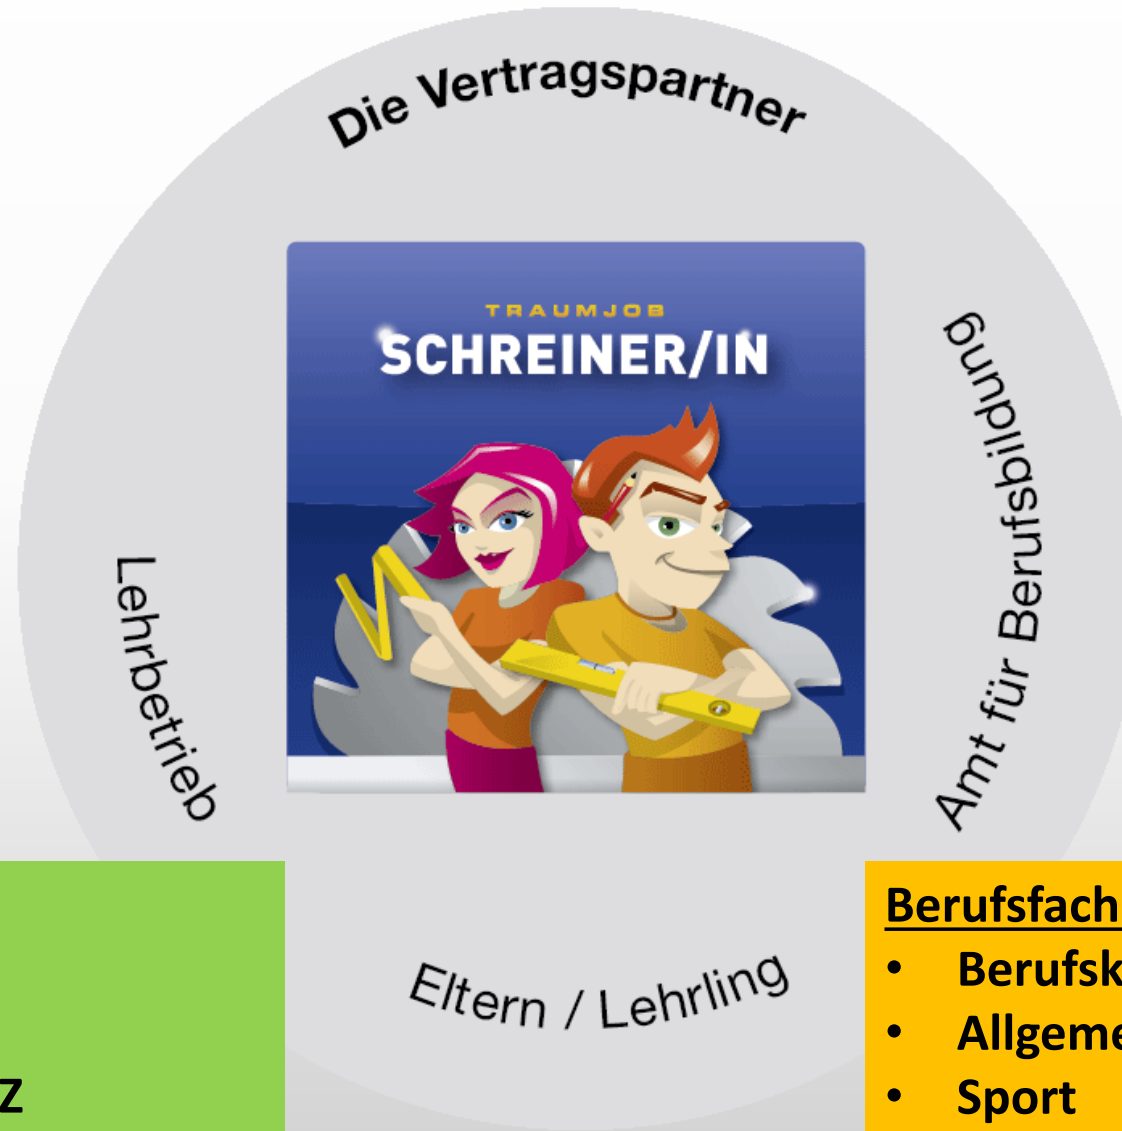 Die Vertragspartner
TRAUMJOB
SCHREINER/IN
Amt für Berufsbildung
Lehrbetrieb
Eltern / Lehrling
Z
Berufsfach
• Berufsk
• Allgeme
• Sport